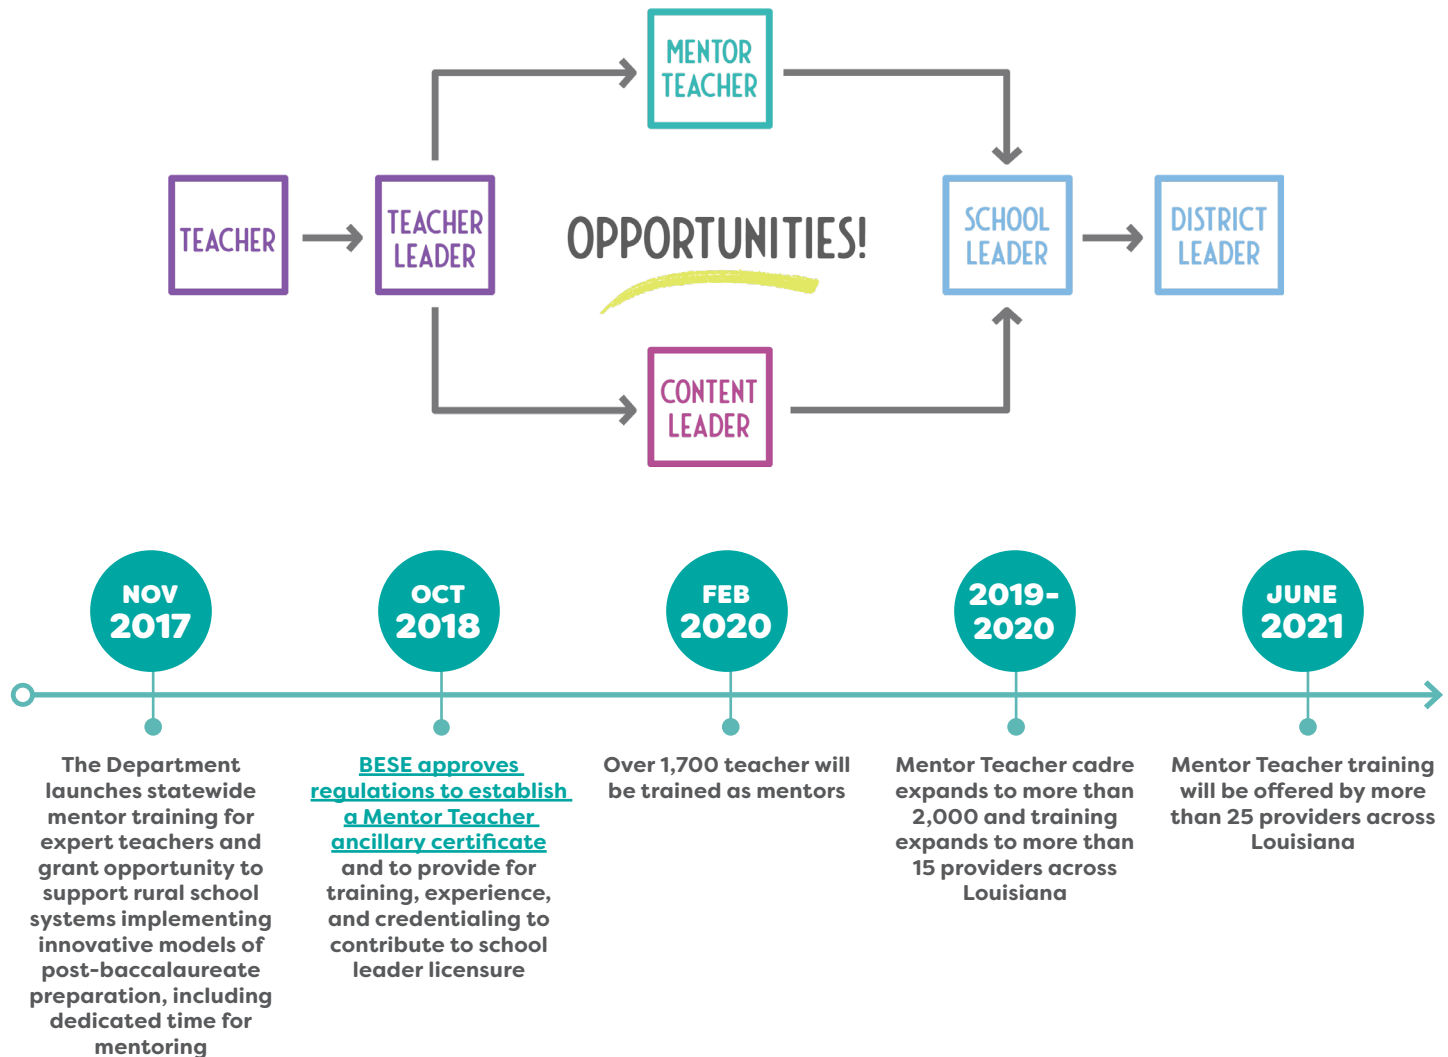 MENTOR
TEACHER
TEACHER
TEACHER
LEADER
OPPORTUNITIES!
SCHOOL
LEADER
DISTRICT
LEADER
CONTENT
LEADER
NOV
2017
The Department
launches statewide
mentor training for
expert teachers and
grant opportunity to
support rural school
systems implementing
innovative models of
post-baccalaureate
preparation, including
dedicated time for
mentoring
OCT
2018
BESE approves
regulations to establish
a Mentor Teacher
ancillary certificate
and to provide for
training, experience,
and credentialing to
contribute to school
leader licensure
FEB
2020
Over 1,700 teacher will
be trained as mentors
2019-
2020
Mentor Teacher cadre
expands to more than
2,000 and training
expands to more than
15 providers across
Louisiana
JUNE
2021
Mentor Teacher training
will be offered by more
than 25 providers across
Louisiana